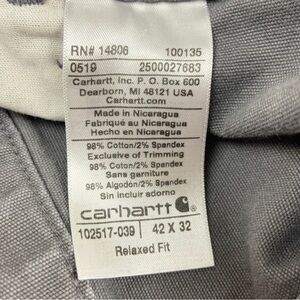 RN# 14806 100135
0519 2500027683
Carhartt, Inc. P. O. Box 600
Dearborn, MI 48121 USA
Carhartt.com
Made in Nicaragua
Fabriqué au Nicaragua
Hecho en Nicaragua
98% Cotton/2% Spandex
Exclusive of Trimming
98% Coton/2% Spandex
Sans garniture
98% Algodón/2% Spandex
Sin incluir adorno
carhartt
102517-039 42 X 32
Relaxed Fit